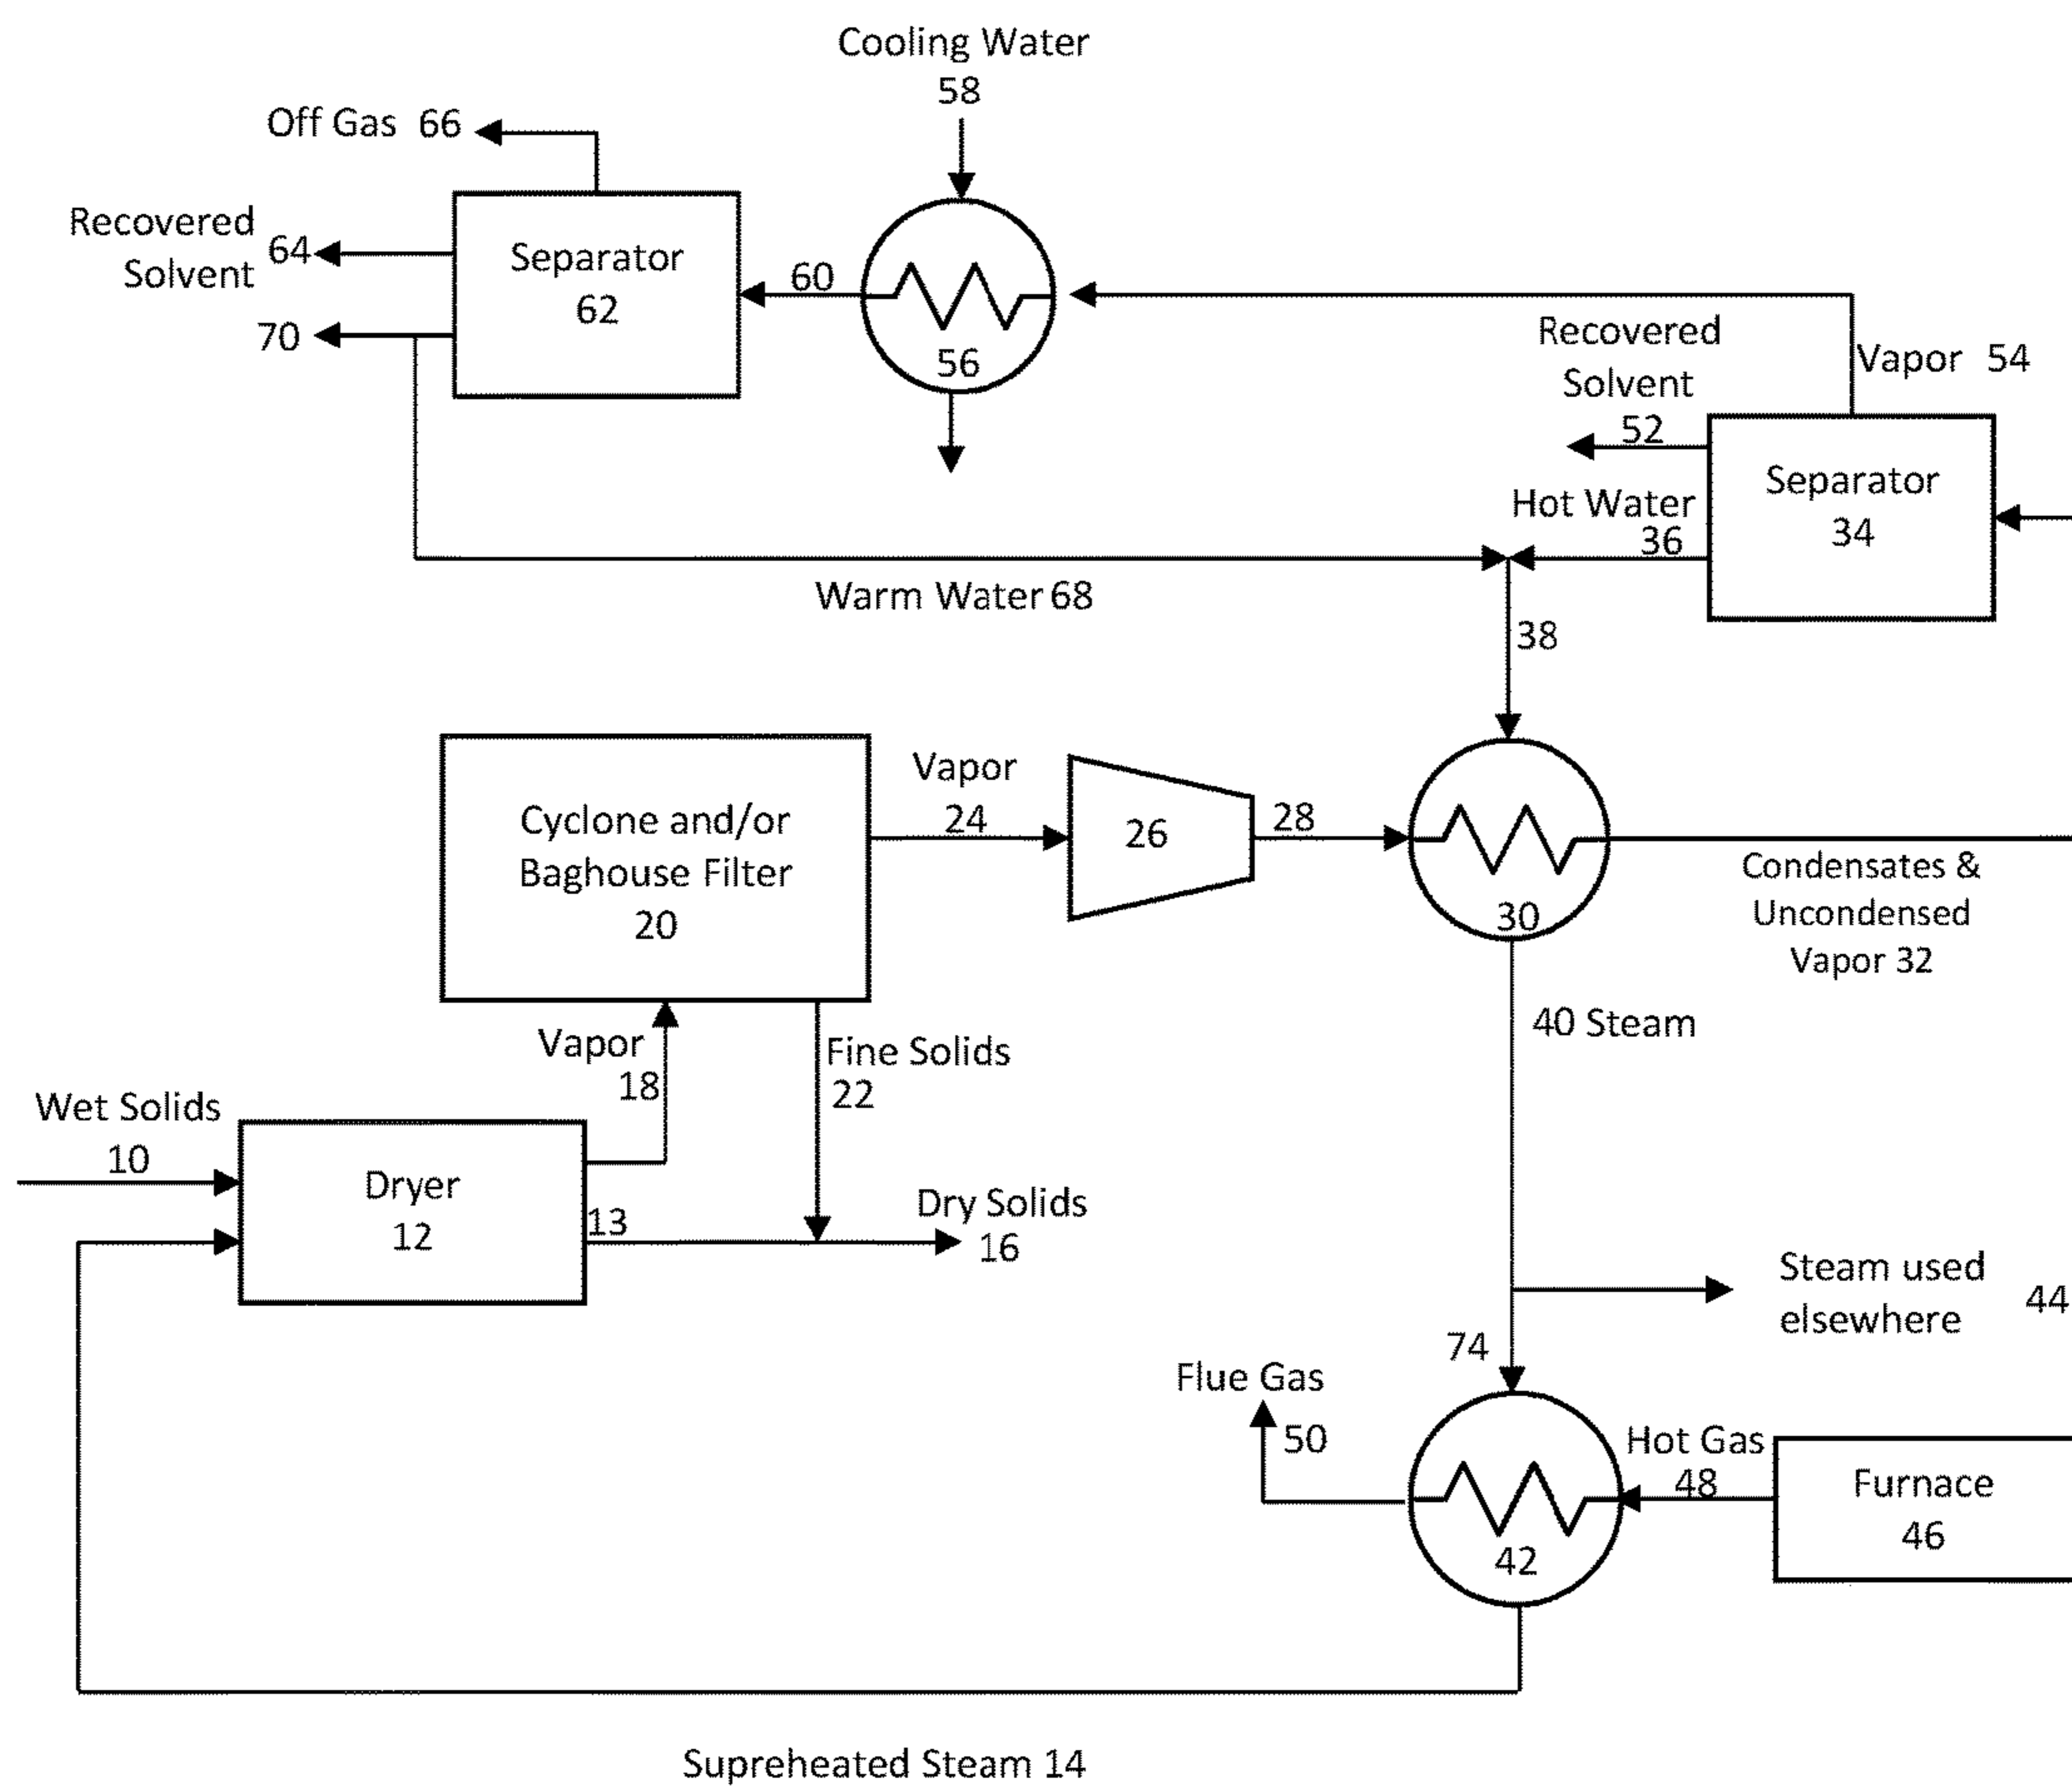 Cooling Water
58
Off Gas 66
Recovered
Solvent
64
70
Separator
62
60
56
Recovered
Solvent
52
Vapor 54
Hot Water
36
Separator
34
Warm Water 68
38
Cyclone and/or
Baghouse Filter
20
Vapor
24
26
28
30
Condensates &
Uncondensed
Vapor 32
40 Steam
Vapor
18
Fine Solids
22
Wet Solids
10
Dryer
12
13
Dry Solids
16
Steam used
elsewhere
44
74
Flue Gas
50
Hot Gas
48
42
Furnace
46
Supreheated Steam 14